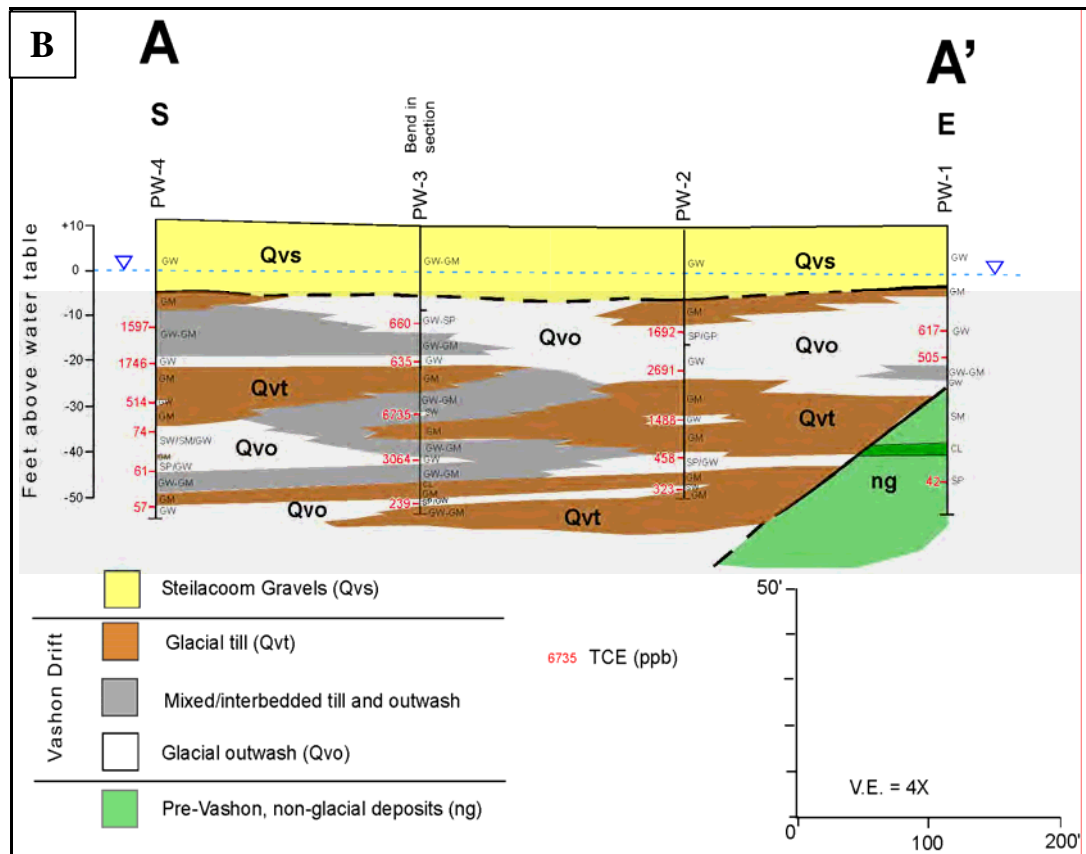 B
A
A'
S
E
Bend in
section
PW-4
PW-3
PW-2
PW-1
Feet above water table
+10
0
-10
-20
-30
-40
-50
Qvs
Qvs
GW
GW-GM
GW
GW
GM
GM
GM
1597
660
GW-SP
Qvo
1692
SP/GP
Qvo
617
GW
GW-GM
GW-GM
1746
GW
635
GW
2691
GW
505
GW-GM
GW
GM
Qvt
GM
GM
514
GM
GW-GM
6735
SW
1488
GW
Qvt
SM
74
GM
GM
SW/SM/GW
Qvo
GW-GM
CL
GM
SP/GW
3064
GW
458
SP/GW
61
GW-GM
GW-GM
GM
ng
42
SP
CL
323
GM
GM
GM
57
GW
Qvo
239
SP/GW
GW-GM
Qvt
Steilacoom Gravels (Qvs)
Vashon Drift
Glacial till (Qvt)
Mixed/interbedded till and outwash
Glacial outwash (Qvo)
Pre-Vashon, non-glacial deposits (ng)
6735 TCE (ppb)
50'
V.E. = 4X
0
100
200'